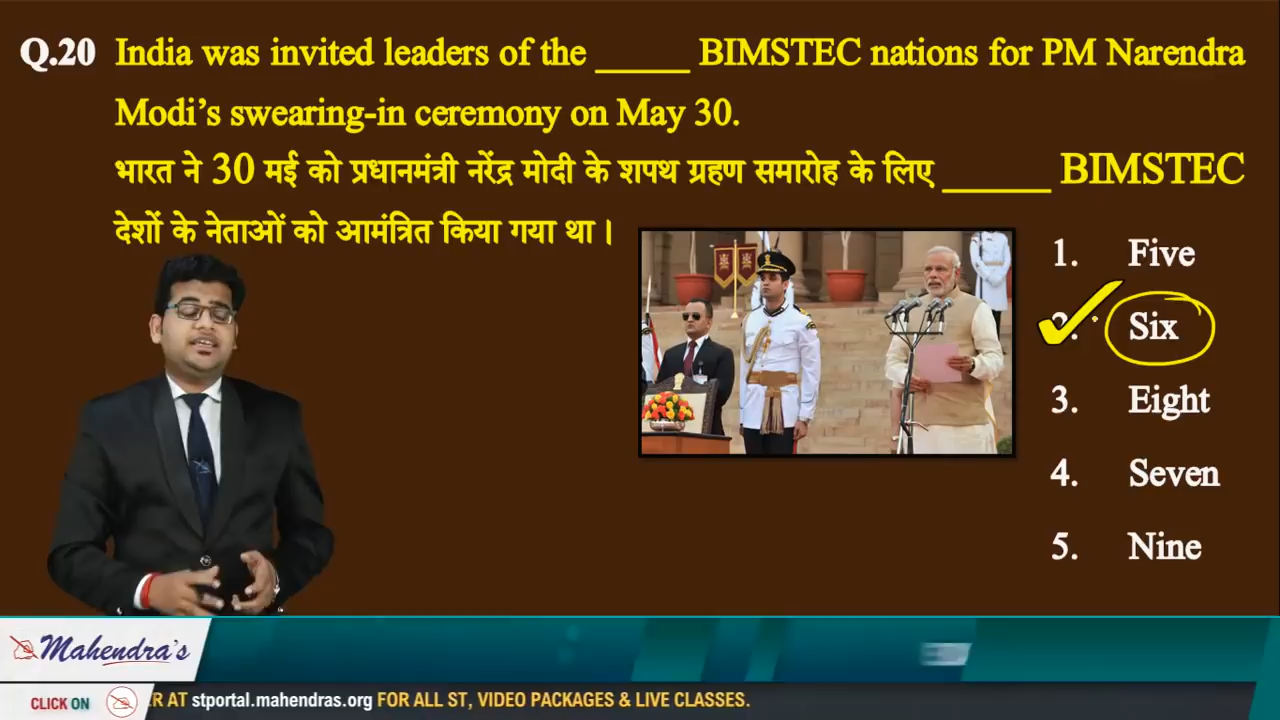 Q.20 India was invited leaders of the _____ BIMSTEC nations for PM Narendra
Modi’s swearing-in ceremony on May 30.
भारत ने 30 मई को प्रधानमंत्री नरेंद्र मोदी के शपथ ग्रहण समारोह के लिए ______ BIMSTEC
देशों के नेताओं को आमंत्रित किया गया था।
1. Five
2. Six
3. Eight
4. Seven
5. Nine
Mahendra's
CLICK ON
AT stportal.mahendras.org FOR ALL ST, VIDEO PACKAGES & LIVE CLASSES.